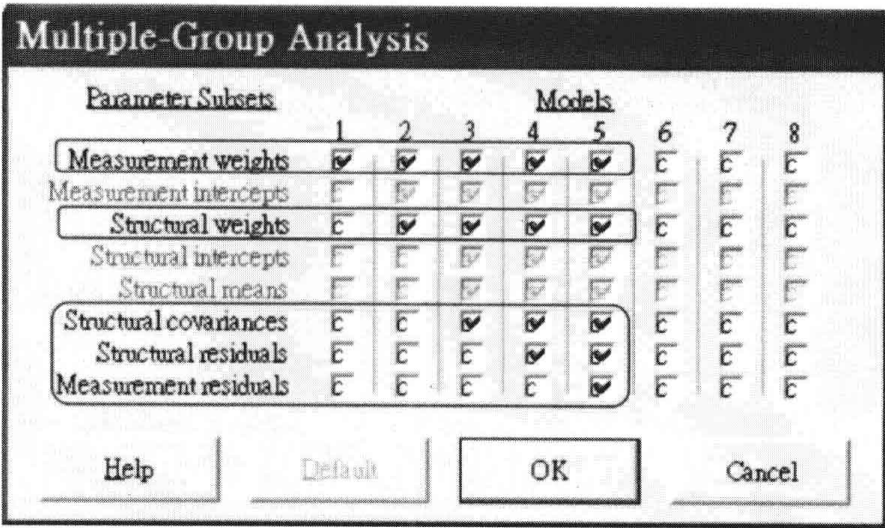 Multiple-Group Analysis
Parameter Subsets Models
1 2 3 4 5 6 7 8
Measurement weights
Measurement intercepts
Structural weights
Structural intercepts
Structural means
Structural covariances
Structural residuals
Measurement residuals
Help Default OK Cancel